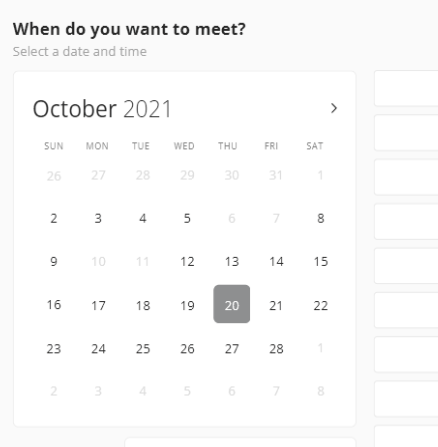 When do you want to meet?
Select a date and time
October 2021
SUN MON TUE WED THU FRI SAT
26 27 28 29 30 31 1
2 3 4 5 6 7 8
9 10 11 12 13 14 15
16 17 18 19 20 21 22
23 24 25 26 27 28 1
2 3 4 5 6 7 8